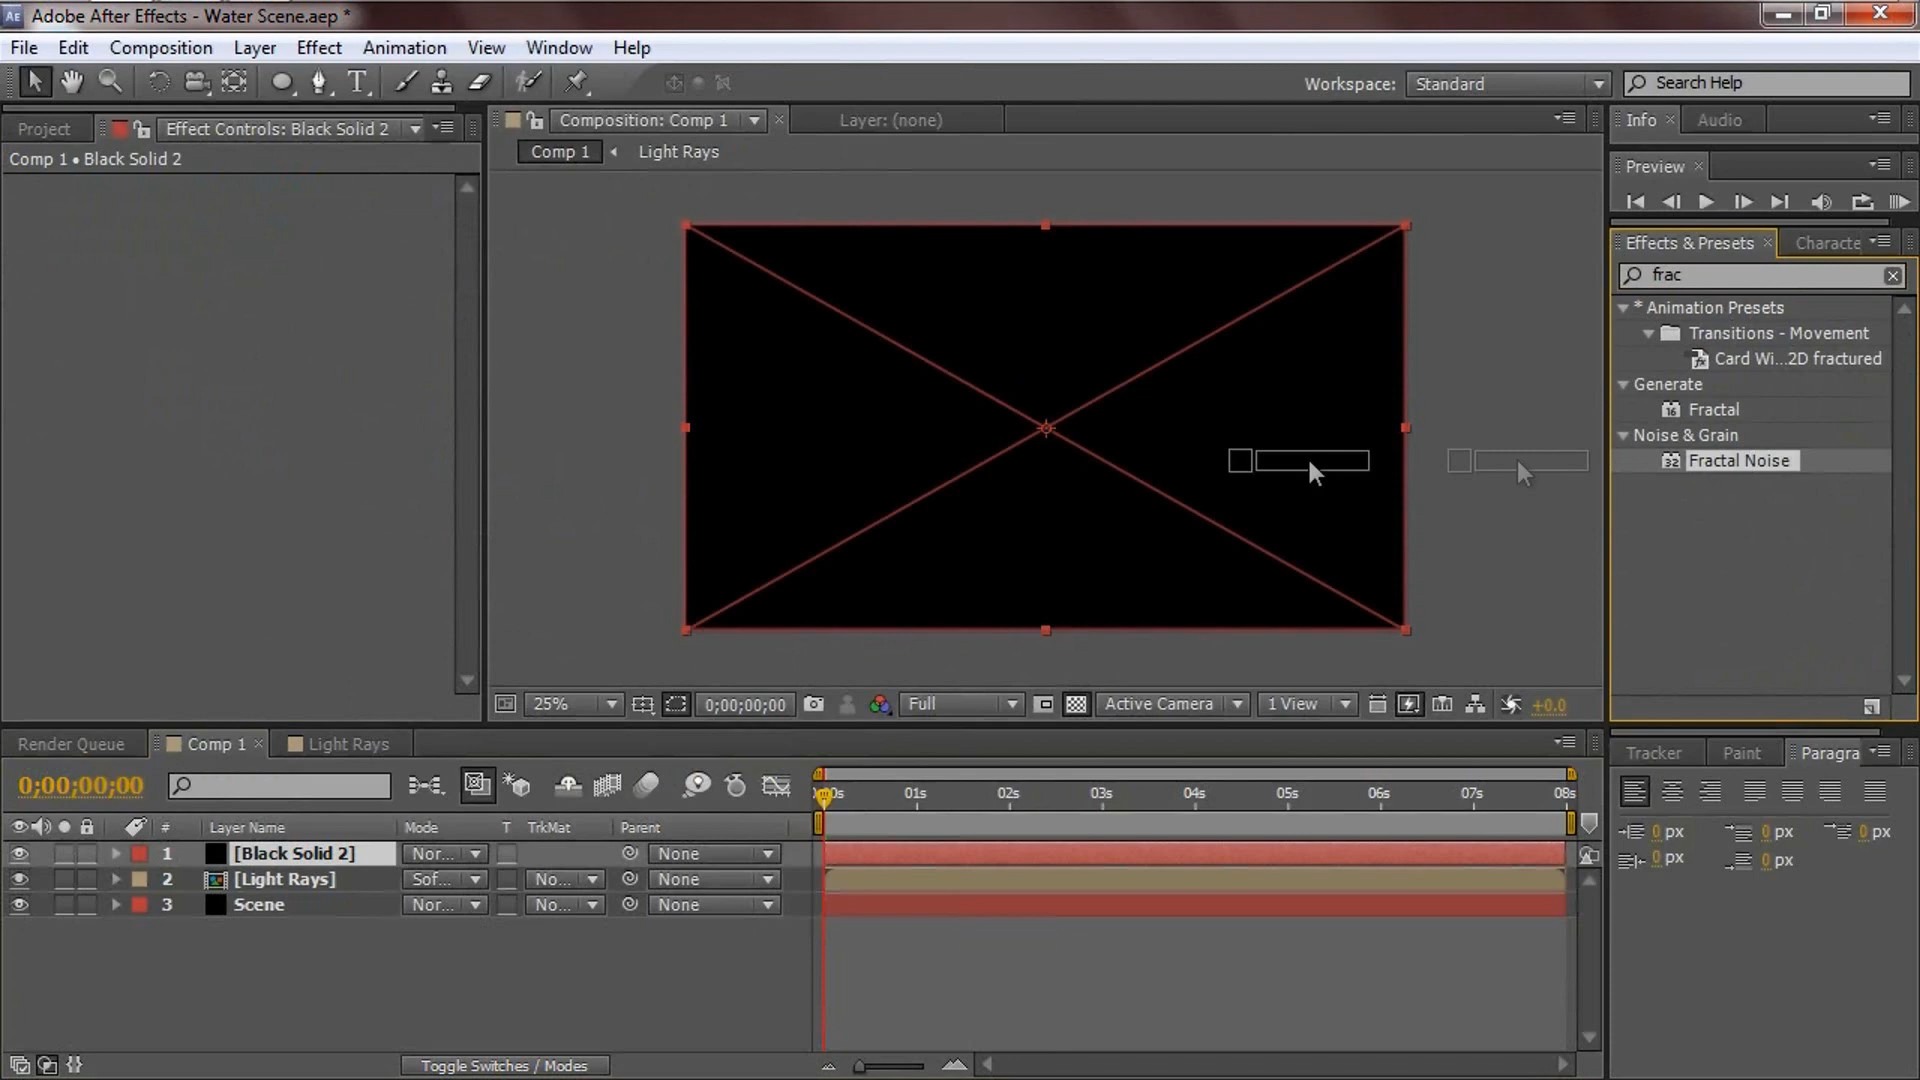 Adobe After Effects - Water Scene.aep *
File Edit Composition Layer Effect Animation View Window Help
Workspace: Standard Search Help
Project Effect Controls: Black Solid 2 Composition: Comp 1 Layer: (none) Info Audio
Comp 1 • Black Solid 2
Comp 1 Light Rays
Preview
Effects & Presets Characte
frac
* Animation Presets
Transitions - Movement
Card Wi...2D fractured
Generate
Fractal
Noise & Grain
Fractal Noise
25% 0;00;00;00 Full Active Camera 1 View +0.0
Render Queue Comp 1 Light Rays
Tracker Paint Paragra
0;00;00;00
01s 02s 03s 04s 05s 06s 07s 08s
# Layer Name Mode T TrkMat Parent
0 px 0 px 0 px
0 px 0 px
1 [Black Solid 2] Nor... None
2 [Light Rays] Sof... No... None
3 Scene Nor... No... None
Toggle Switches / Modes